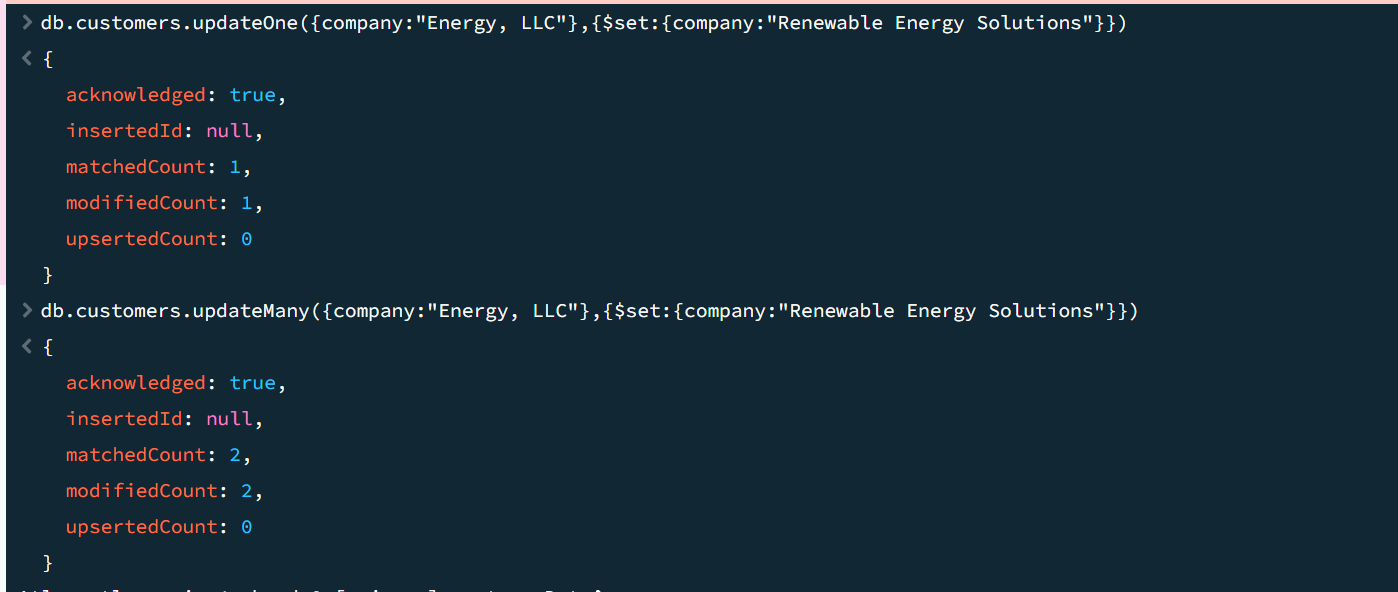 > db.customers.updateOne({company:"Energy, LLC"},{$set:{company:"Renewable Energy Solutions"}})
< {
acknowledged: true,
insertedId: null,
matchedCount: 1,
modifiedCount: 1,
upsertedCount: 0
}
> db.customers.updateMany({company:"Energy, LLC"},{$set:{company:"Renewable Energy Solutions"}})
< {
acknowledged: true,
insertedId: null,
matchedCount: 2,
modifiedCount: 2,
upsertedCount: 0
}